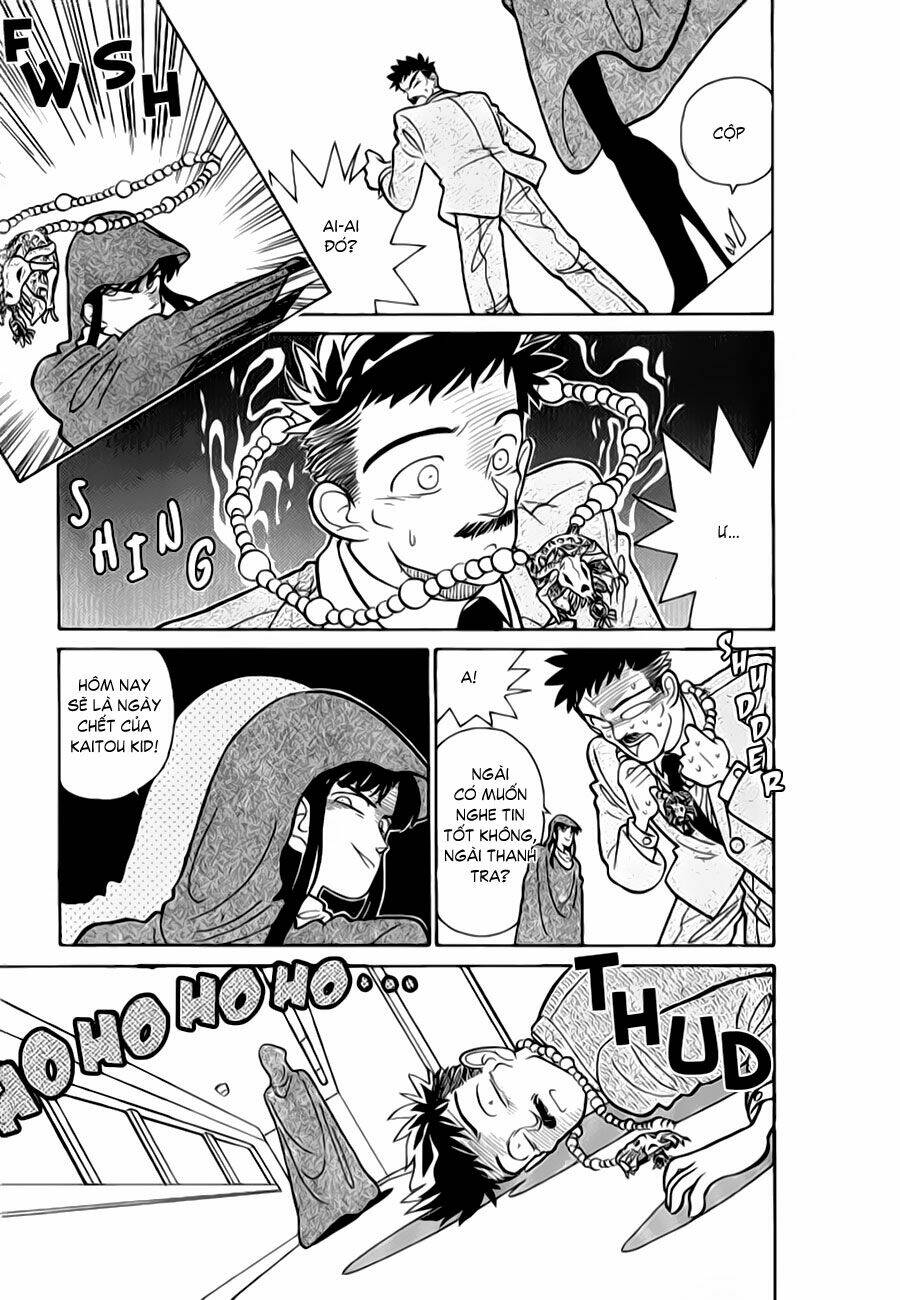 CỘP
AI-AI
ĐÓ?
FWSH
Ư...
SHING
SHUDDER
A!
NGÀI
CÓ MUỐN
NGHE TIN
TỐT KHÔNG,
NGÀI THANH
TRA?
HÔM NAY
SẼ LÀ NGÀY
CHẾT CỦA
KAITOU KID!
THUD
HOHOHOHOHO...